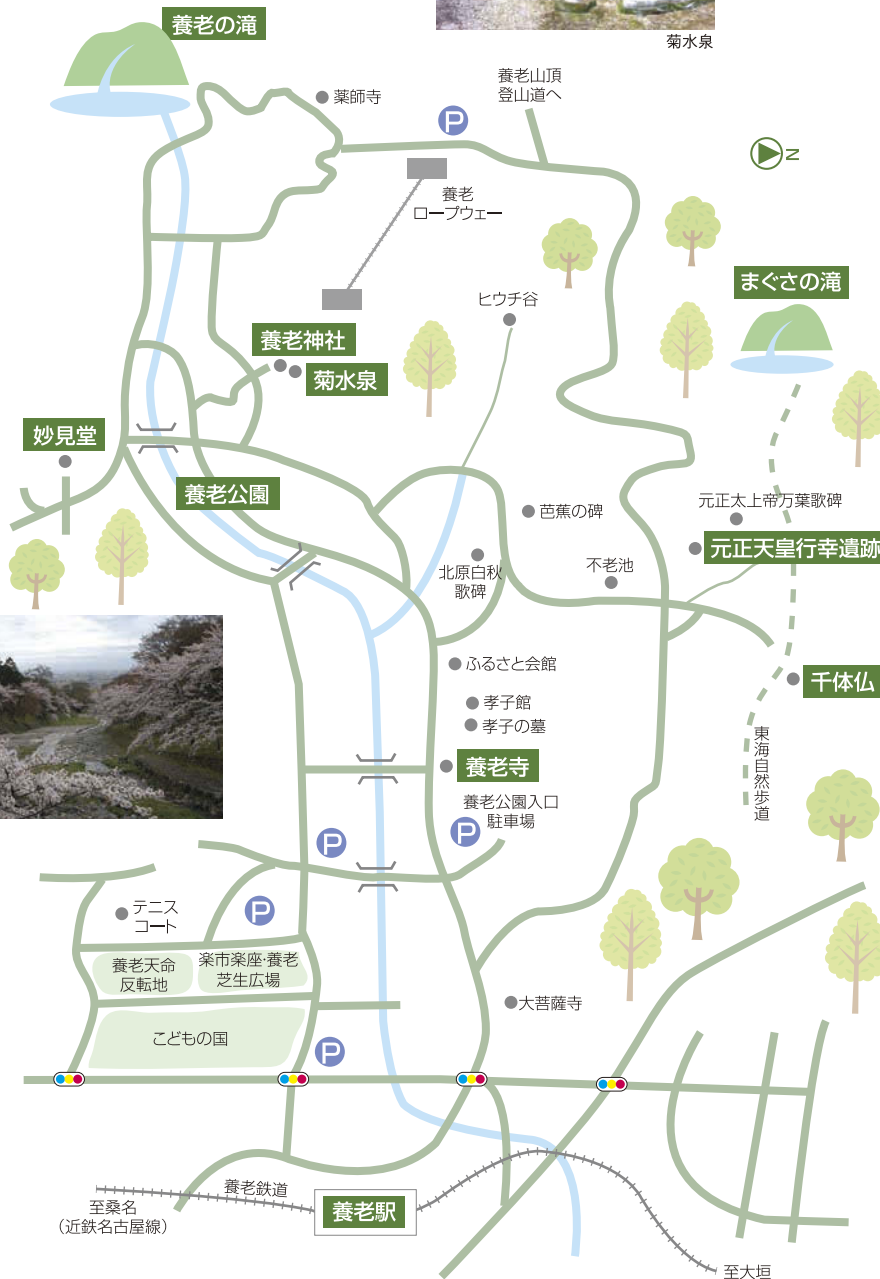 養老の滝
菊水泉
養老山頂
登山道へ
薬師寺
P
N
養老
ロープウェー
まぐさの滝
ヒウチ谷
養老神社
菊水泉
妙見堂
養老公園
元正太上帝万葉歌碑
芭蕉の碑
元正天皇行幸遺跡
北原白秋
歌碑
不老池
ふるさと会館
千体仏
孝子館
孝子の墓
東海自然歩道
養老寺
養老公園入口
駐車場
P
P
P
テニス
コート
養老天命
反転地
楽市楽座・養老
芝生広場
大菩薩寺
こどもの国
P
養老鉄道
至桑名
(近鉄名古屋線)
養老駅
至大垣